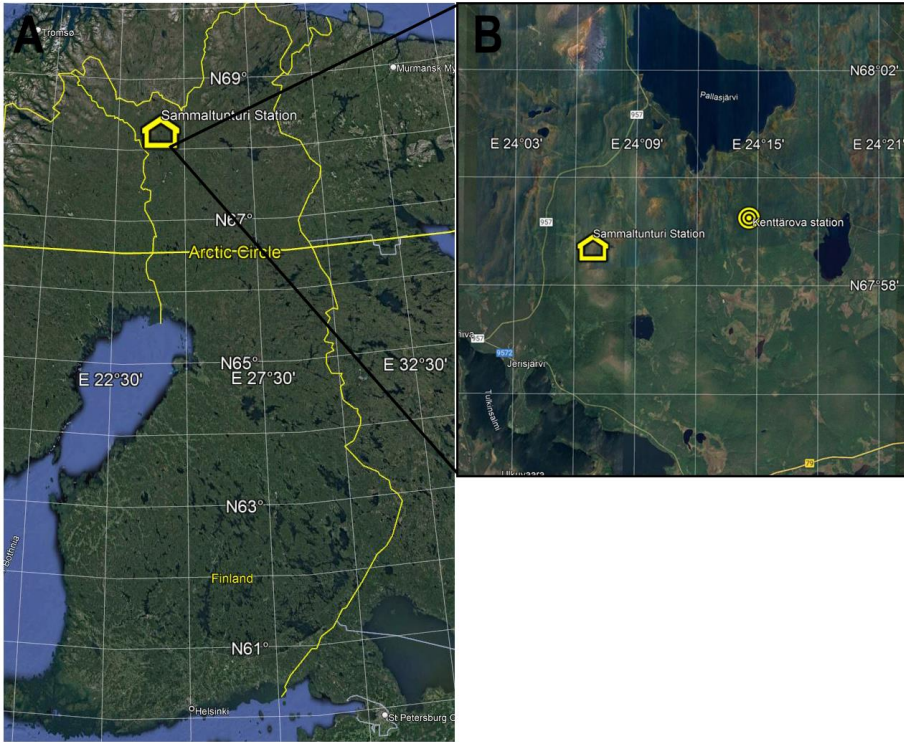 A
Tromsø
N69°
Murmansk
Sammaltunturi Station
N67°
Arctic Circle
N65°
E 22°30'
E 27°30'
E 32°30'
N63°
Bothnia
Finland
N61°
Helsinki
St Petersburg
B
N68°02'
Pallasjärvi
957
E 24°03'
E 24°09'
E 24°15'
E 24°21'
957
Kenttärova station
Sammaltunturi Station
N67°58'
957
9572
Jerisjärvi
Tulkinsalmi
79